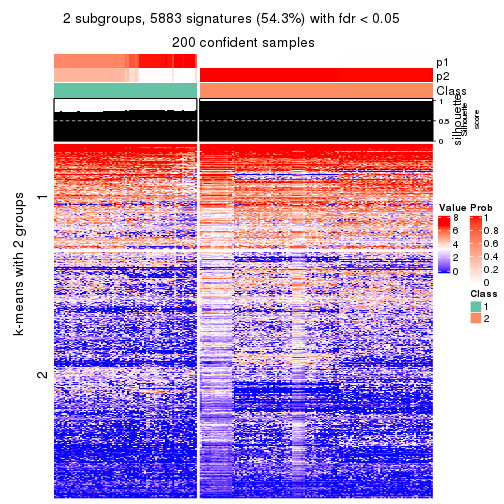 2 subgroups, 5883 signatures (54.3%) with fdr < 0.05
200 confident samples
p1
p2
Class
1
0.5
0
silhouette
Silhouette
score
k-means with 2 groups
1
2
Value
8
6
4
2
0
Prob
1
0.8
0.6
0.4
0.2
0
Class
1
2